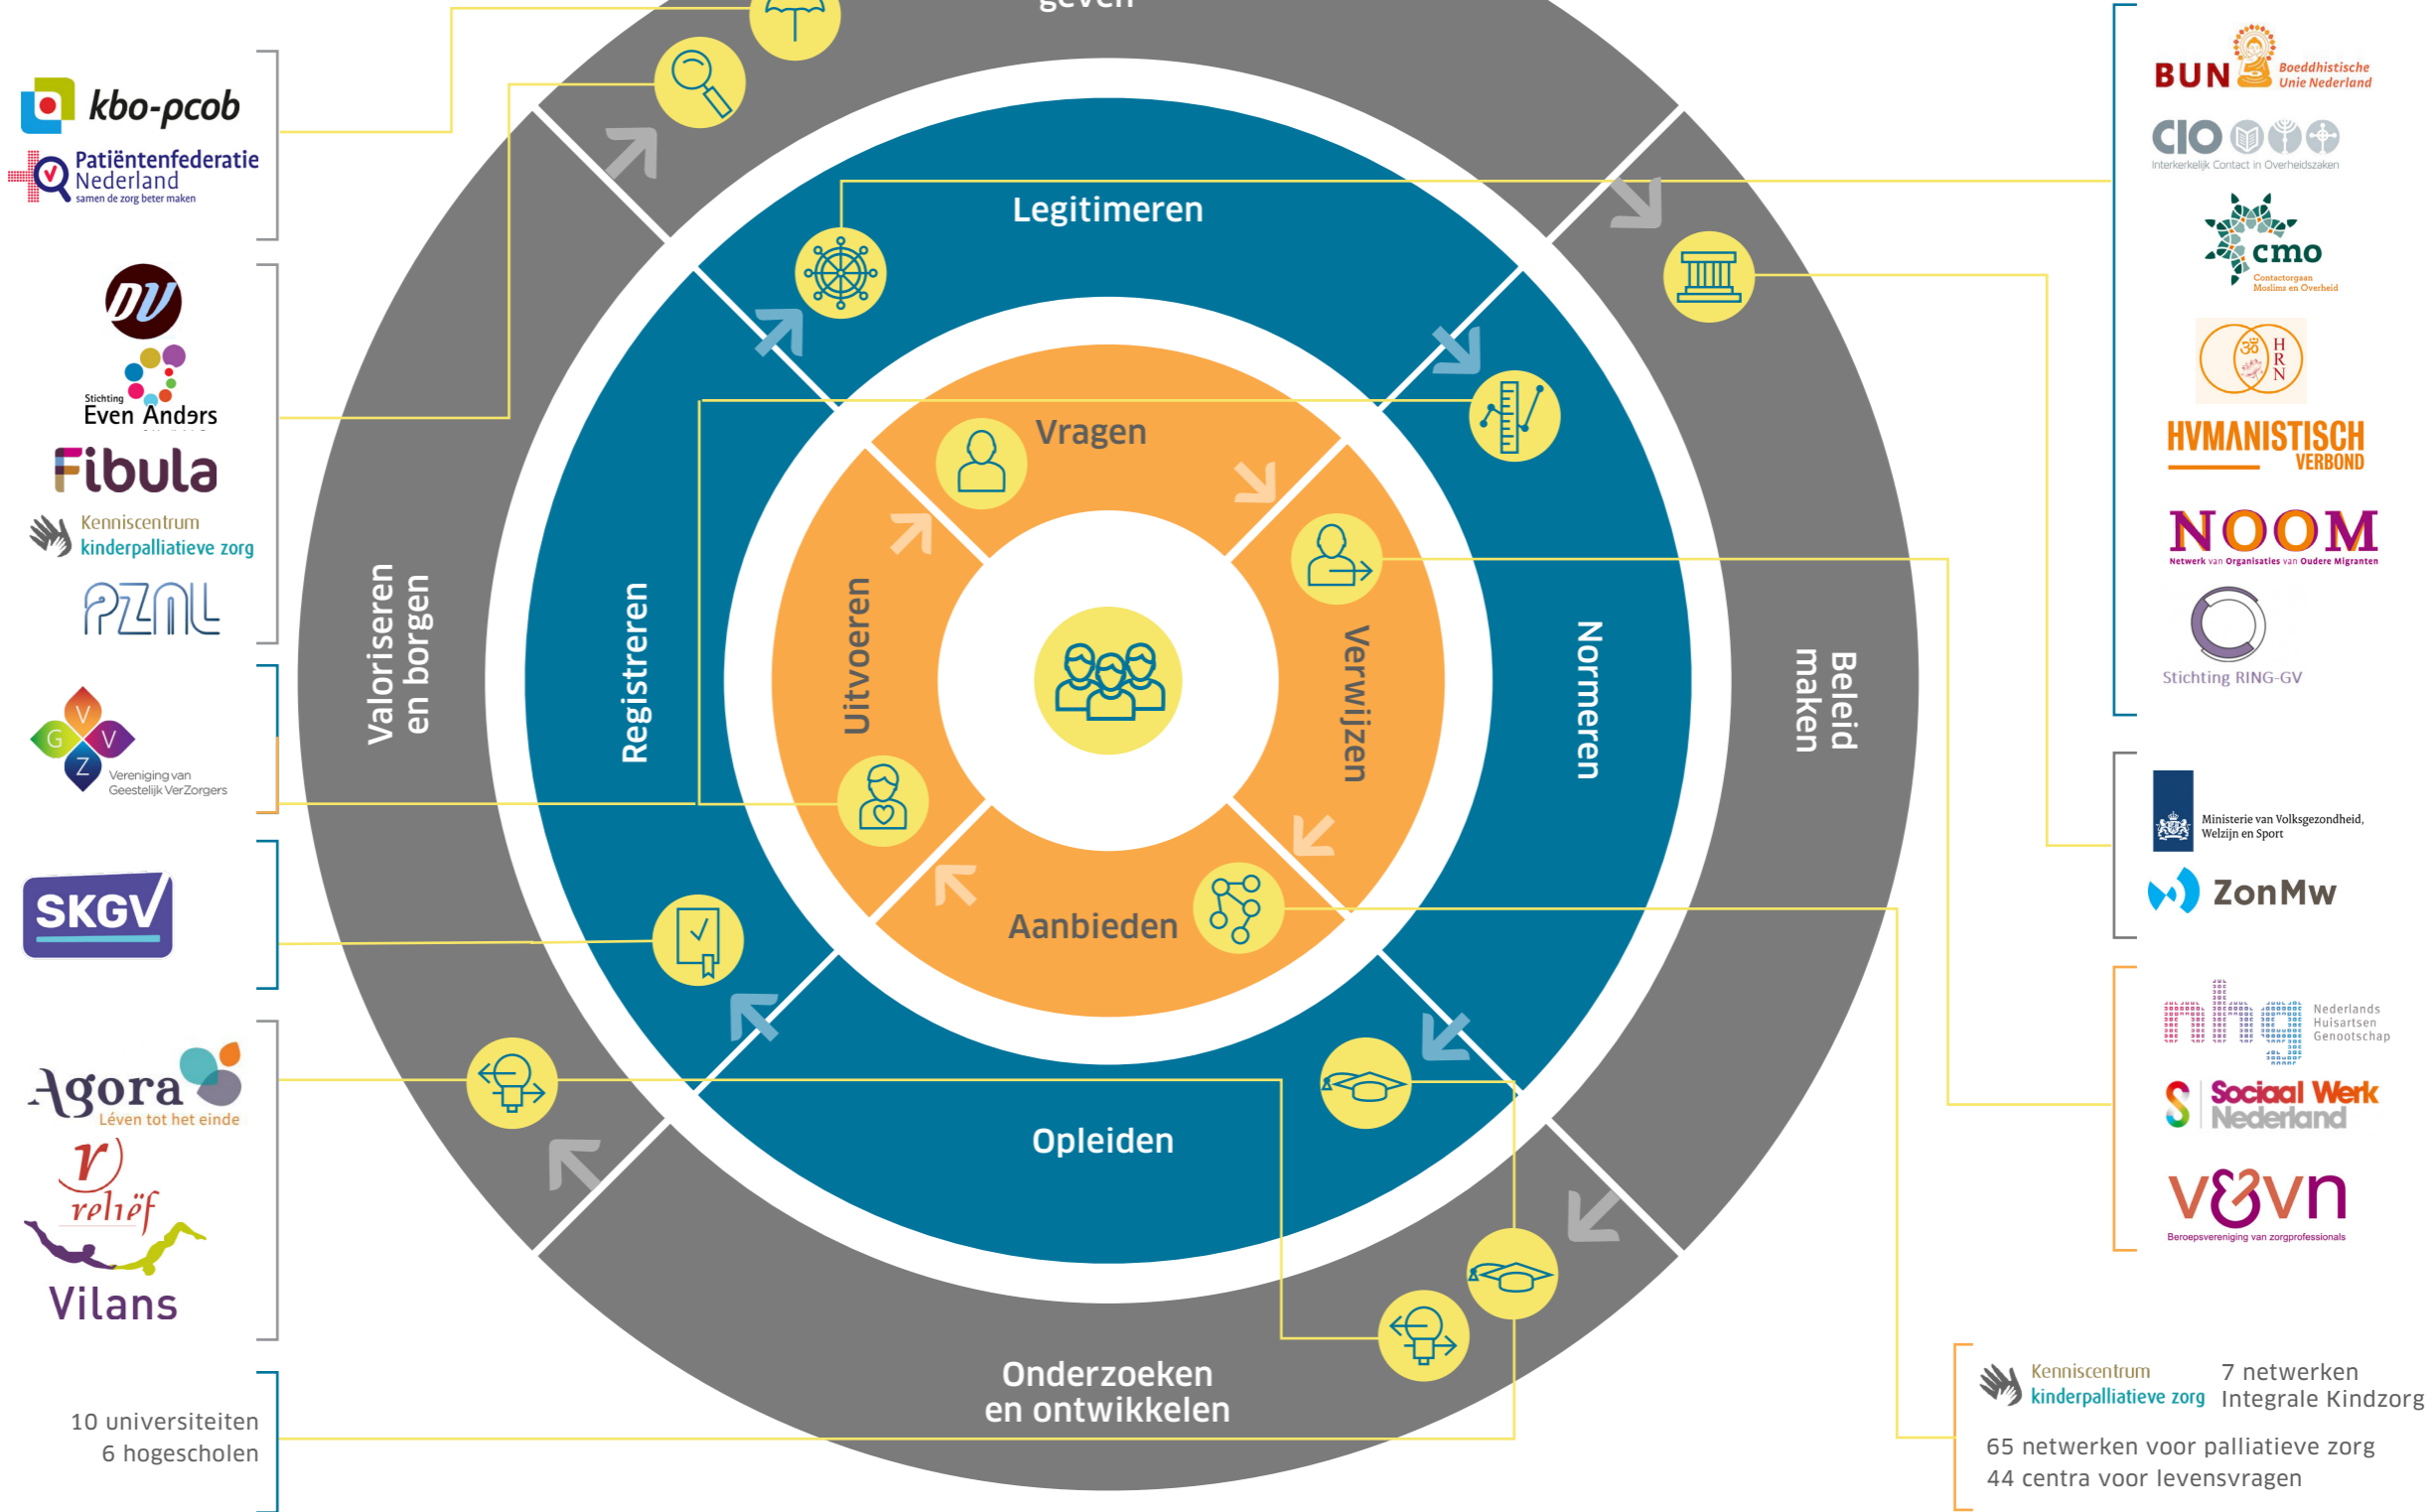 geven
kbo-pcob
Patiëntenfederatie
Nederland
samen de zorg beter maken
DV
Stichting
Even Anders
Fibula
Kenniscentrum
kinderpalliatieve zorg
PZNL
V
G V
Z
Vereniging van
Geestelijk VerZorgers
SKGV
Agora
Léven tot het einde
r
reliëf
Vilans
10 universiteiten
6 hogescholen
Legitimeren
Vragen
Valoriseren
en borgen
Registreren
Uitvoeren
Verwijzen
Normeren
Beleid
maken
Aanbieden
Opleiden
Onderzoeken
en ontwikkelen
BUN
Boeddhistische
Unie Nederland
CIO
Interkerkelijk Contact in Overheidszaken
cmo
Contactorgaan
Moslims en Overheid
ॐ
H
R
N
HVMANISTISCH
VERBOND
NOOM
Netwerk van Organisaties van Oudere Migranten
Stichting RING-GV
Ministerie van Volksgezondheid,
Welzijn en Sport
ZonMw
nhg
Nederlands
Huisartsen
Genootschap
S Sociaal Werk
Nederland
v&vn
Beroepsvereniging van zorgprofessionals
Kenniscentrum
kinderpalliatieve zorg
7 netwerken
Integrale Kindzorg
65 netwerken voor palliatieve zorg
44 centra voor levensvragen